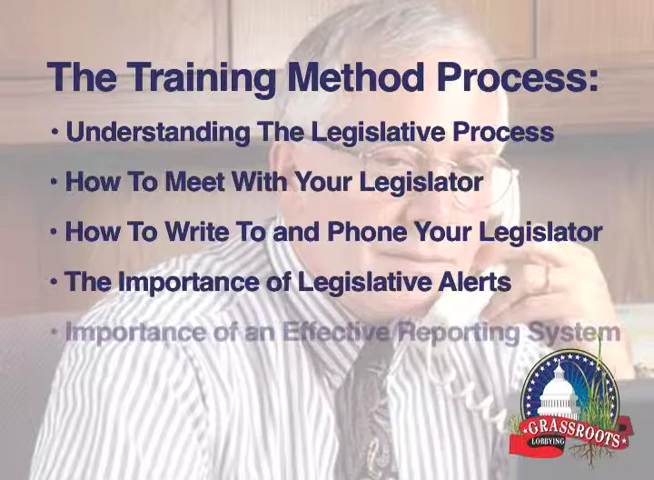 The Training Method Process:
• Understanding The Legislative Process
• How To Meet With Your Legislator
• How To Write To and Phone Your Legislator
• The Importance of Legislative Alerts
• Importance of an Effective Reporting System
GRASSROOTS
LOBBYING